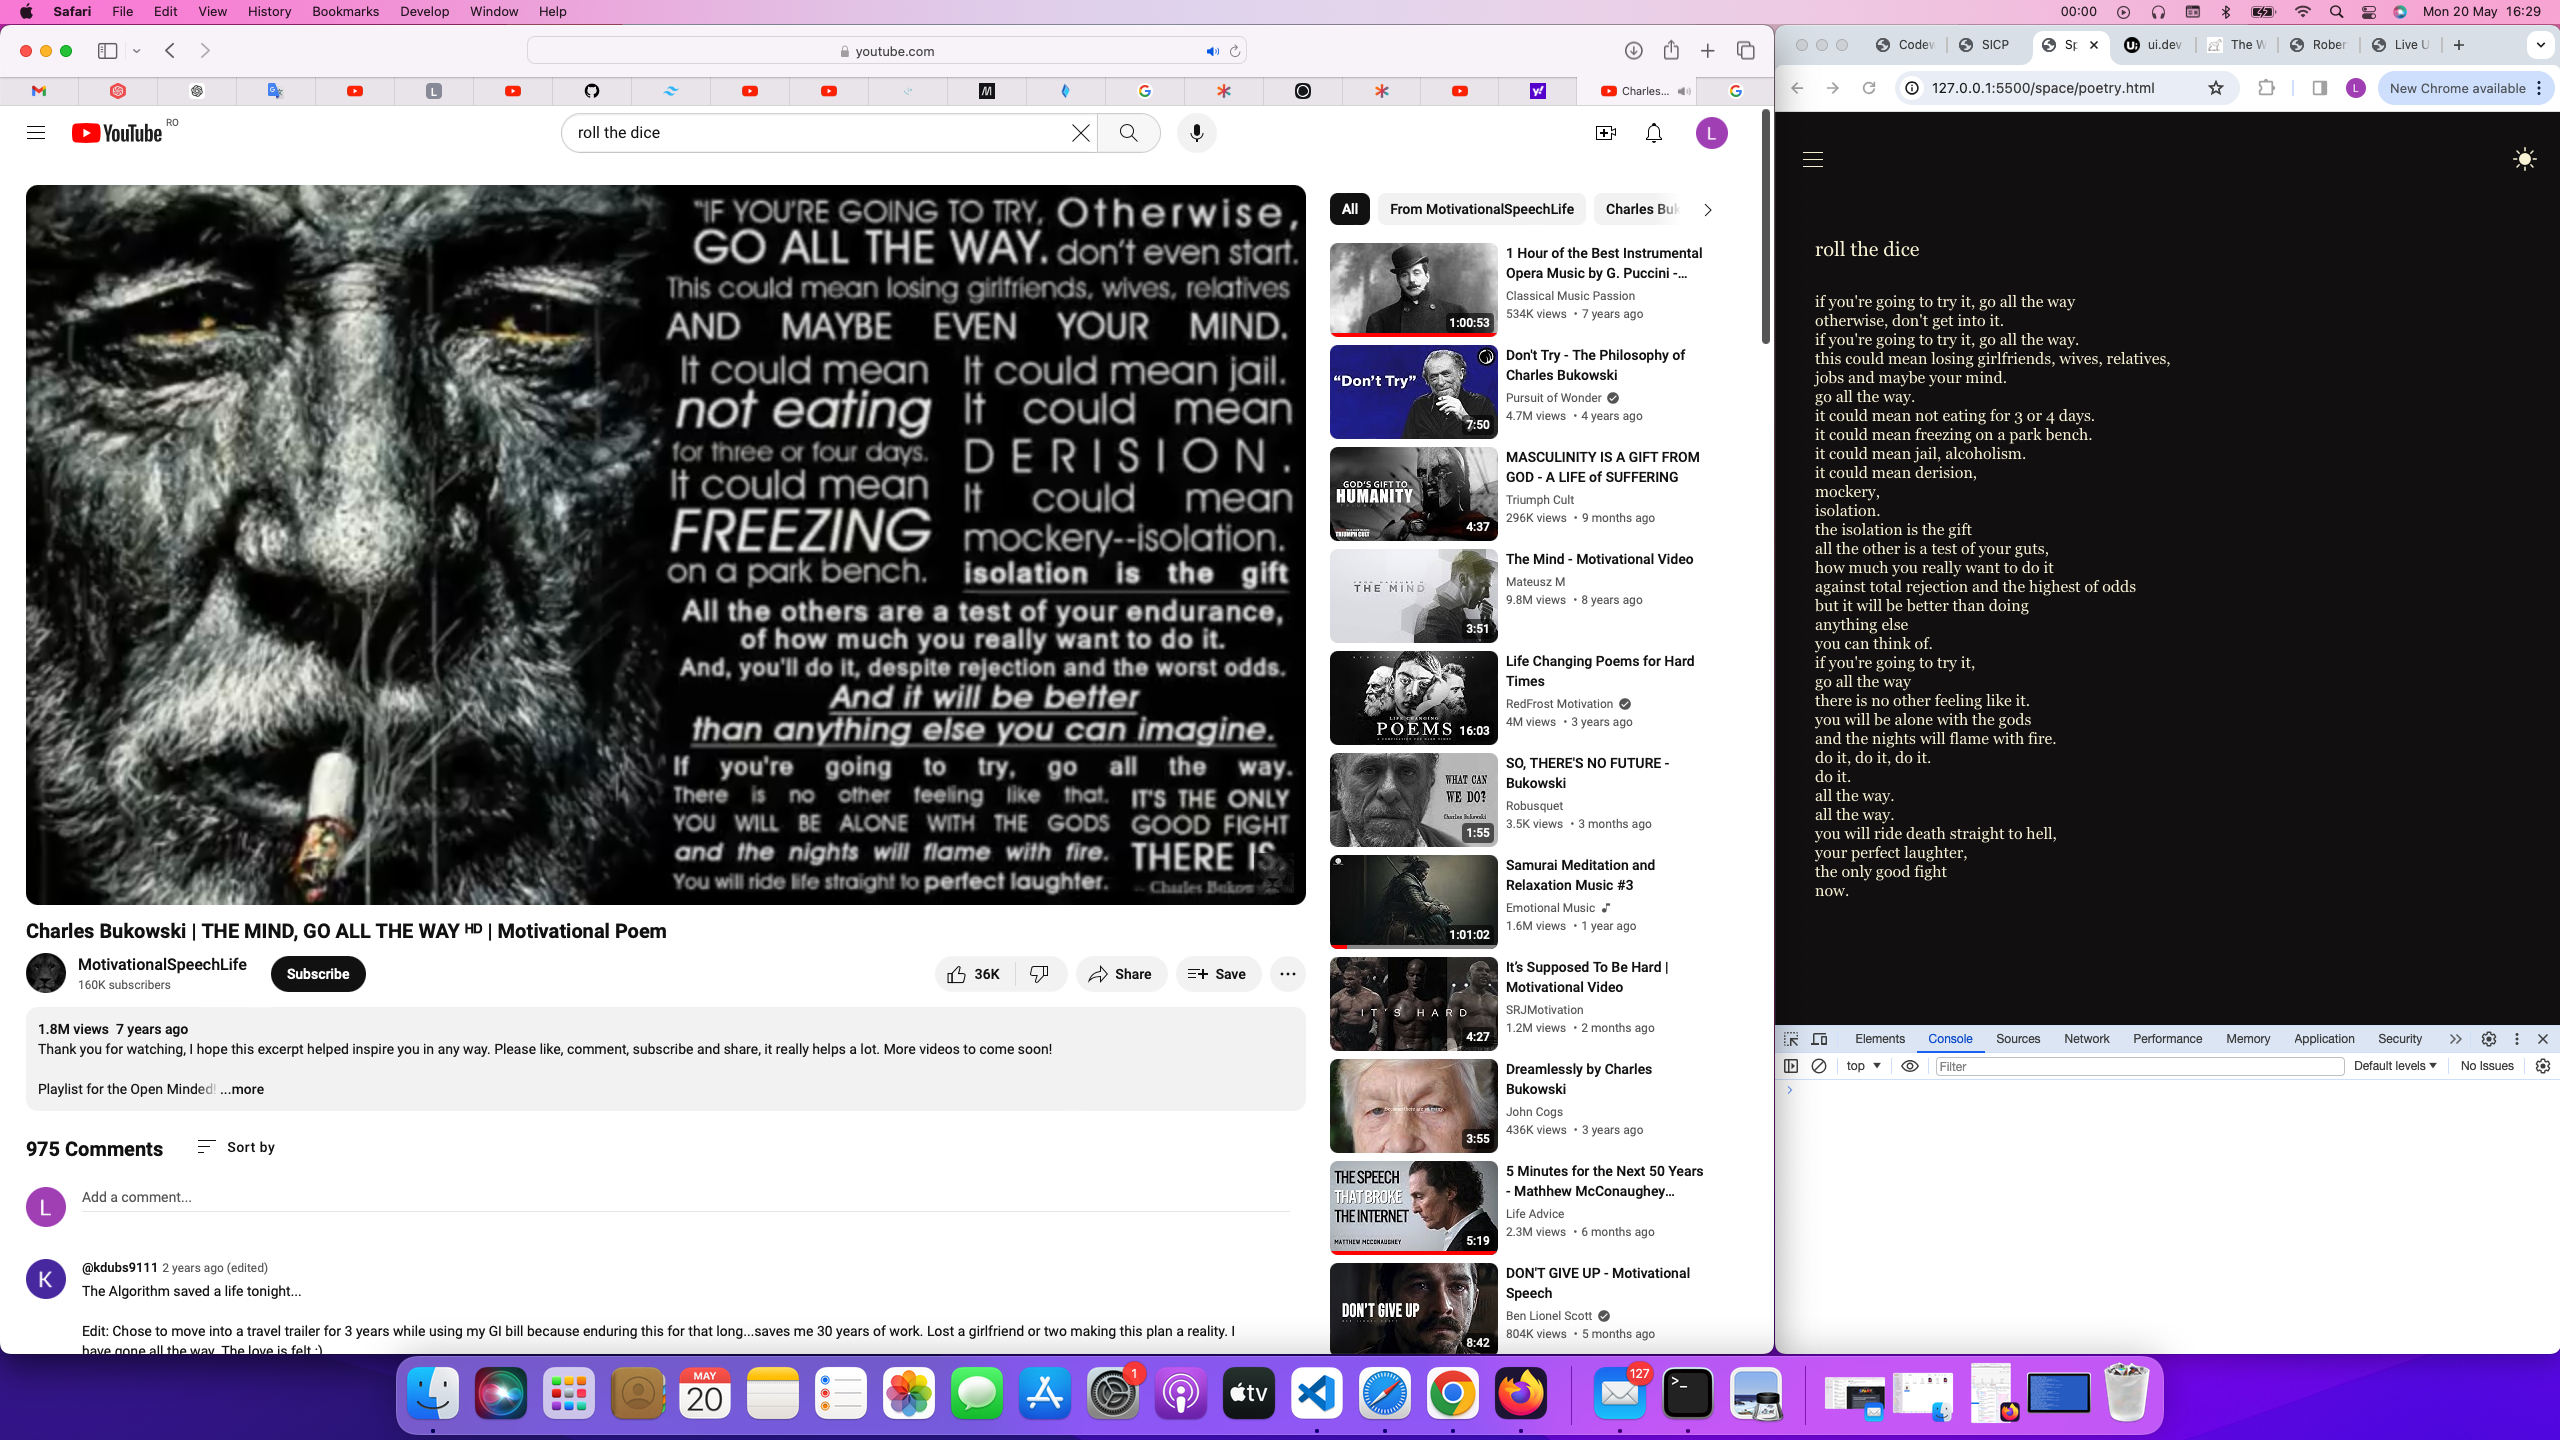 Safari File Edit View History Bookmarks Develop Window Help
00:00 Mon 20 May 16:29
youtube.com
Charles...
YouTube RO
roll the dice
L
"IF YOU'RE GOING TO TRY, Otherwise,
GO ALL THE WAY. don't even start.
This could mean losing girlfriends, wives, relatives
AND MAYBE EVEN YOUR MIND.
It could mean It could mean jail.
not eating It could mean
for three or four days. DERISION.
It could mean It could mean
FREEZING mockery--isolation.
on a park bench. isolation is the gift
All the others are a test of your endurance,
of how much you really want to do it.
And, you'll do it, despite rejection and the worst odds.
And it will be better
than anything else you can imagine.
If you're going to try, go all the way.
There is no other feeling like that. IT'S THE ONLY
YOU WILL BE ALONE WITH THE GODS GOOD FIGHT
and the nights will flame with fire. THERE IS.
You will ride life straight to perfect laughter. -- Charles Bukow
Charles Bukowski | THE MIND, GO ALL THE WAY ᴴᴰ | Motivational Poem
MotivationalSpeechLife
160K subscribers
Subscribe
36K
Share
Save
1.8M views 7 years ago
Thank you for watching, I hope this excerpt helped inspire you in any way. Please like, comment, subscribe and share, it really helps a lot. More videos to come soon!
Playlist for the Open Minded! ...more
975 Comments
Sort by
L
Add a comment...
K
@kdubs9111 2 years ago (edited)
The Algorithm saved a life tonight...
Edit: Chose to move into a travel trailer for 3 years while using my GI bill because enduring this for that long...saves me 30 years of work. Lost a girlfriend or two making this plan a reality. I
have gone all the way. The love is felt :)
All
From MotivationalSpeechLife
Charles Buk
1:00:53
1 Hour of the Best Instrumental
Opera Music by G. Puccini -...
Classical Music Passion
534K views • 7 years ago
"Don't Try"
7:50
Don't Try - The Philosophy of
Charles Bukowski
Pursuit of Wonder
4.7M views • 4 years ago
GOD'S GIFT TO
HUMANITY
TRIUMPH CULT
4:37
MASCULINITY IS A GIFT FROM
GOD - A LIFE of SUFFERING
Triumph Cult
296K views • 9 months ago
THE MIND
3:51
The Mind - Motivational Video
Mateusz M
9.8M views • 8 years ago
LIFE CHANGING
POEMS
16:03
Life Changing Poems for Hard
Times
RedFrost Motivation
4M views • 3 years ago
WHAT CAN
WE DO?
Charles Bukowski
1:55
SO, THERE'S NO FUTURE -
Bukowski
Robusquet
3.5K views • 3 months ago
1:01:02
Samurai Meditation and
Relaxation Music #3
Emotional Music
1.6M views • 1 year ago
IT'S HARD
4:27
It's Supposed To Be Hard |
Motivational Video
SRJMotivation
1.2M views • 2 months ago
3:55
Dreamlessly by Charles
Bukowski
John Cogs
436K views • 3 years ago
THE SPEECH
THAT BROKE
THE INTERNET
MATTHEW MCCONAUGHEY
5:19
5 Minutes for the Next 50 Years
- Mathhew McConaughey...
Life Advice
2.3M views • 6 months ago
DON'T GIVE UP
8:42
DON'T GIVE UP - Motivational
Speech
Ben Lionel Scott
804K views • 5 months ago
Codew SICP Sp ui.dev The W Rober Live U
127.0.0.1:5500/space/poetry.html
L
New Chrome available
roll the dice
if you're going to try it, go all the way
otherwise, don't get into it.
if you're going to try it, go all the way.
this could mean losing girlfriends, wives, relatives,
jobs and maybe your mind.
go all the way.
it could mean not eating for 3 or 4 days.
it could mean freezing on a park bench.
it could mean jail, alcoholism.
it could mean derision,
mockery,
isolation.
the isolation is the gift
all the other is a test of your guts,
how much you really want to do it
against total rejection and the highest of odds
but it will be better than doing
anything else
you can think of.
if you're going to try it,
go all the way
there is no other feeling like it.
you will be alone with the gods
and the nights will flame with fire.
do it, do it, do it.
do it.
all the way.
all the way.
you will ride death straight to hell,
your perfect laughter,
the only good fight
now.
Elements Console Sources Network Performance Memory Application Security
top Filter Default levels No Issues
MAY
20
1
tv
127